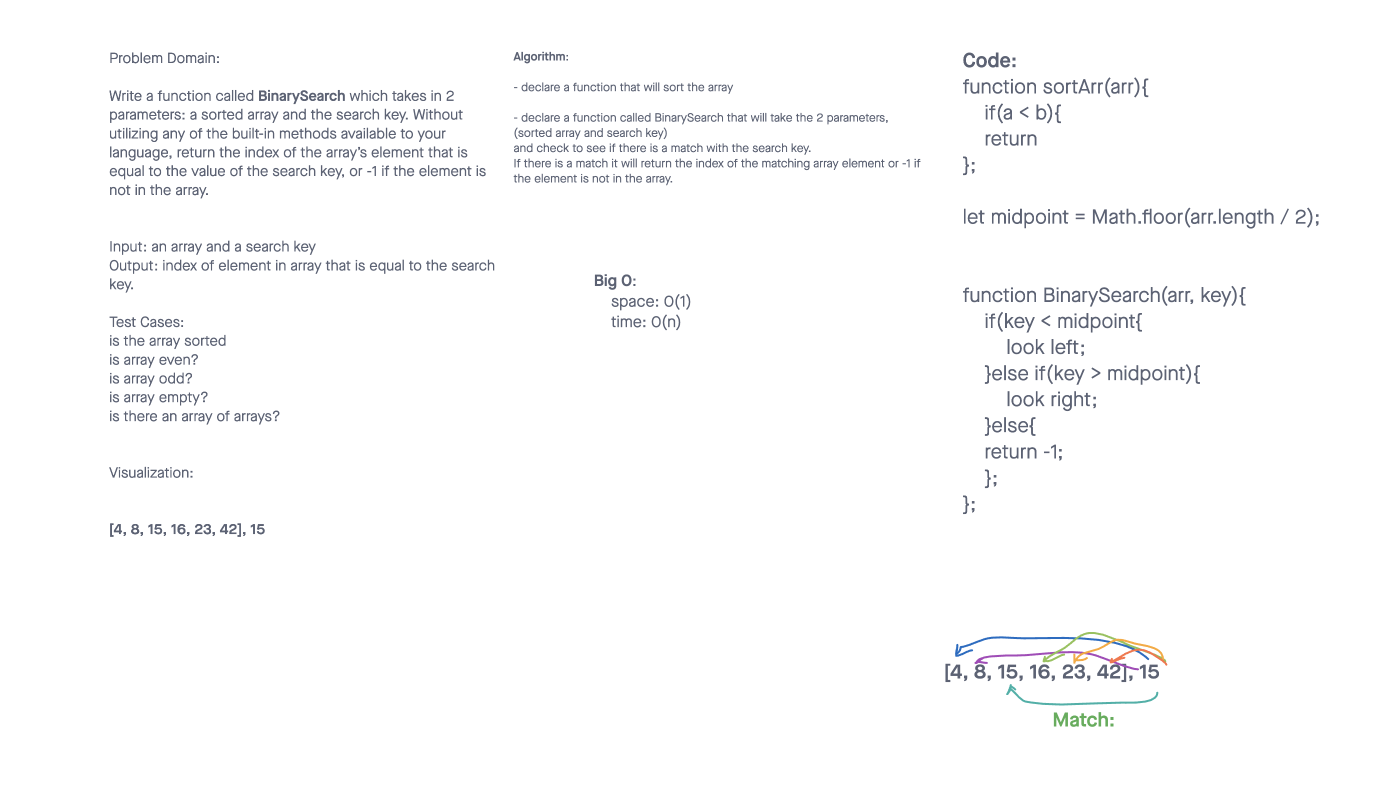 Problem Domain:
Write a function called BinarySearch which takes in 2
parameters: a sorted array and the search key. Without
utilizing any of the built-in methods available to your
language, return the index of the array's element that is
equal to the value of the search key, or -1 if the element is
not in the array.
Input: an array and a search key
Output: index of element in array that is equal to the search
key.
Test Cases:
is the array sorted
is array even?
is array odd?
is array empty?
is there an array of arrays?
Visualization:
[4, 8, 15, 16, 23, 42], 15
Algorithm:
- declare a function that will sort the array
- declare a function called BinarySearch that will take the 2 parameters,
(sorted array and search key)
and check to see if there is a match with the search key.
If there is a match it will return the index of the matching array element or -1 if
the element is not in the array.
Big O:
space: O(1)
time: O(n)
Code:
function sortArr(arr){
if(a < b){
return
};
let midpoint = Math.floor(arr.length / 2);
function BinarySearch(arr, key){
if(key < midpoint{
look left;
}else if(key > midpoint){
look right;
}else{
return -1;
};
};
[4, 8, 15, 16, 23, 42], 15
Match: